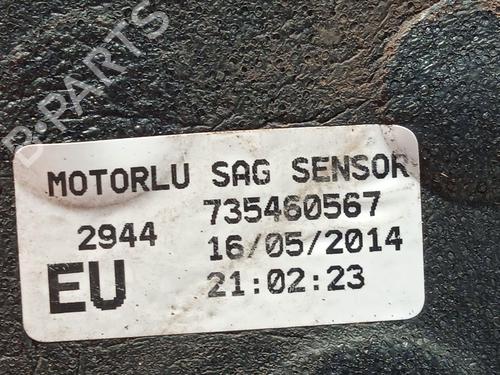 B-PARTS
MOTORLU SAG SENSOR
735460567
2944 16/05/2014
EU 21:02:23